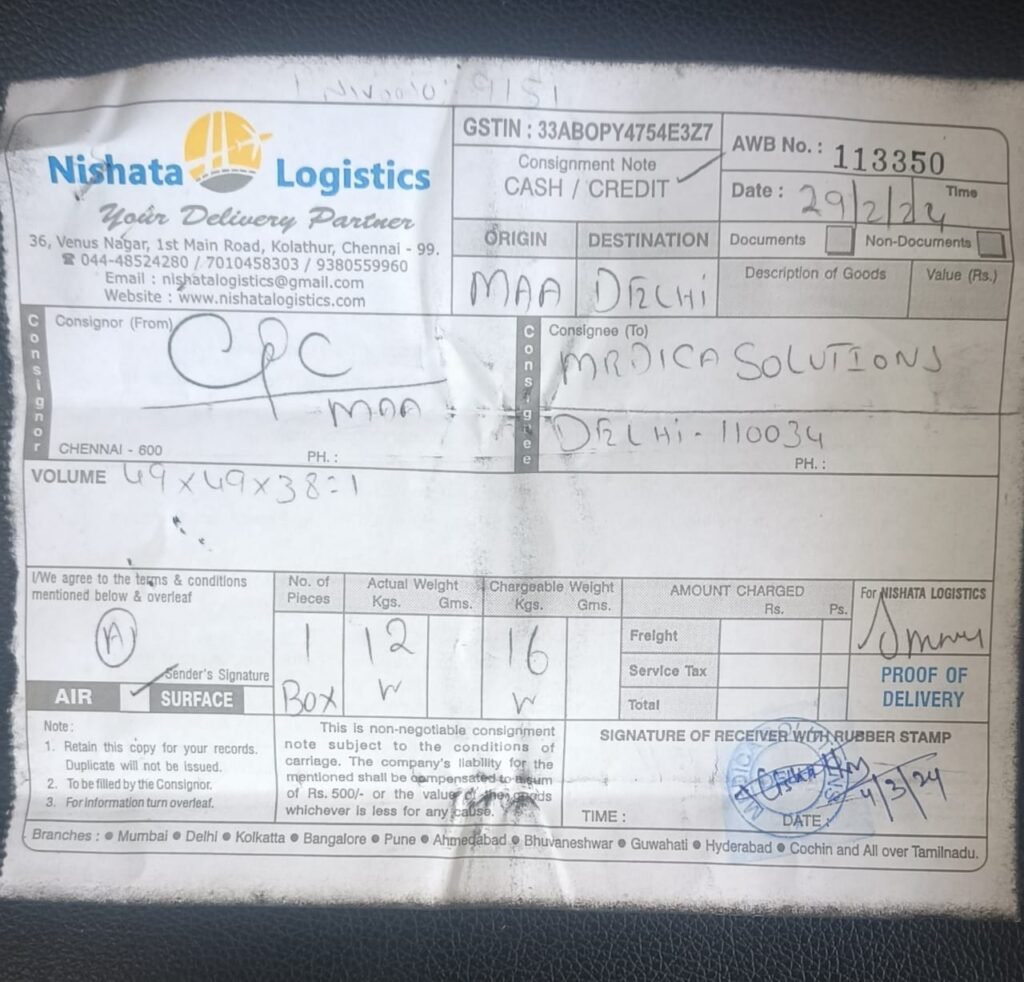 Nishata Logistics
Your Delivery Partner
36, Venus Nagar, 1st Main Road, Kolathur, Chennai - 99.
☎ 044-48524280 / 7010458303 / 9380559960
Email : nishatalogistics@gmail.com
Website : www.nishatalogistics.com
GSTIN : 33ABOPY4754E3Z7
Consignment Note
CASH / CREDIT ✓
AWB No. : 113350
Date : 29/2/24 Time
ORIGIN DESTINATION
MAA DELHi
Documents Non-Documents
Description of Goods Value (Rs.)
Consignor
Consignor (From)
CPC
MAA
CHENNAI - 600 PH. :
Consignee
Consignee (To)
MEDICA SOLUTIONS
DELHi - 110034
PH. :
VOLUME 49 x 49 x 38 = 1
I/We agree to the terms & conditions
mentioned below & overleaf
A
Sender's Signature
AIR ✓ SURFACE
No. of Pieces
1
Box
Actual Weight
Kgs. Gms.
12
Chargeable Weight
Kgs. Gms.
16
AMOUNT CHARGED
Rs. Ps.
Freight
Service Tax
Total
For NISHATA LOGISTICS
PROOF OF
DELIVERY
Note :
1. Retain this copy for your records.
Duplicate will not be issued.
2. To be filled by the Consignor.
3. For information turn overleaf.
This is non-negotiable consignment
note subject to the conditions of
carriage. The company's liability for the
mentioned shall be compensated to a sum
of Rs. 500/- or the value of the goods
whichever is less for any cause.
SIGNATURE OF RECEIVER WITH RUBBER STAMP
4/3/24
TIME : DATE :
Branches : ● Mumbai ● Delhi ● Kolkatta ● Bangalore ● Pune ● Ahmedabad ● Bhuvaneshwar ● Guwahati ● Hyderabad ● Cochin and All over Tamilnadu.